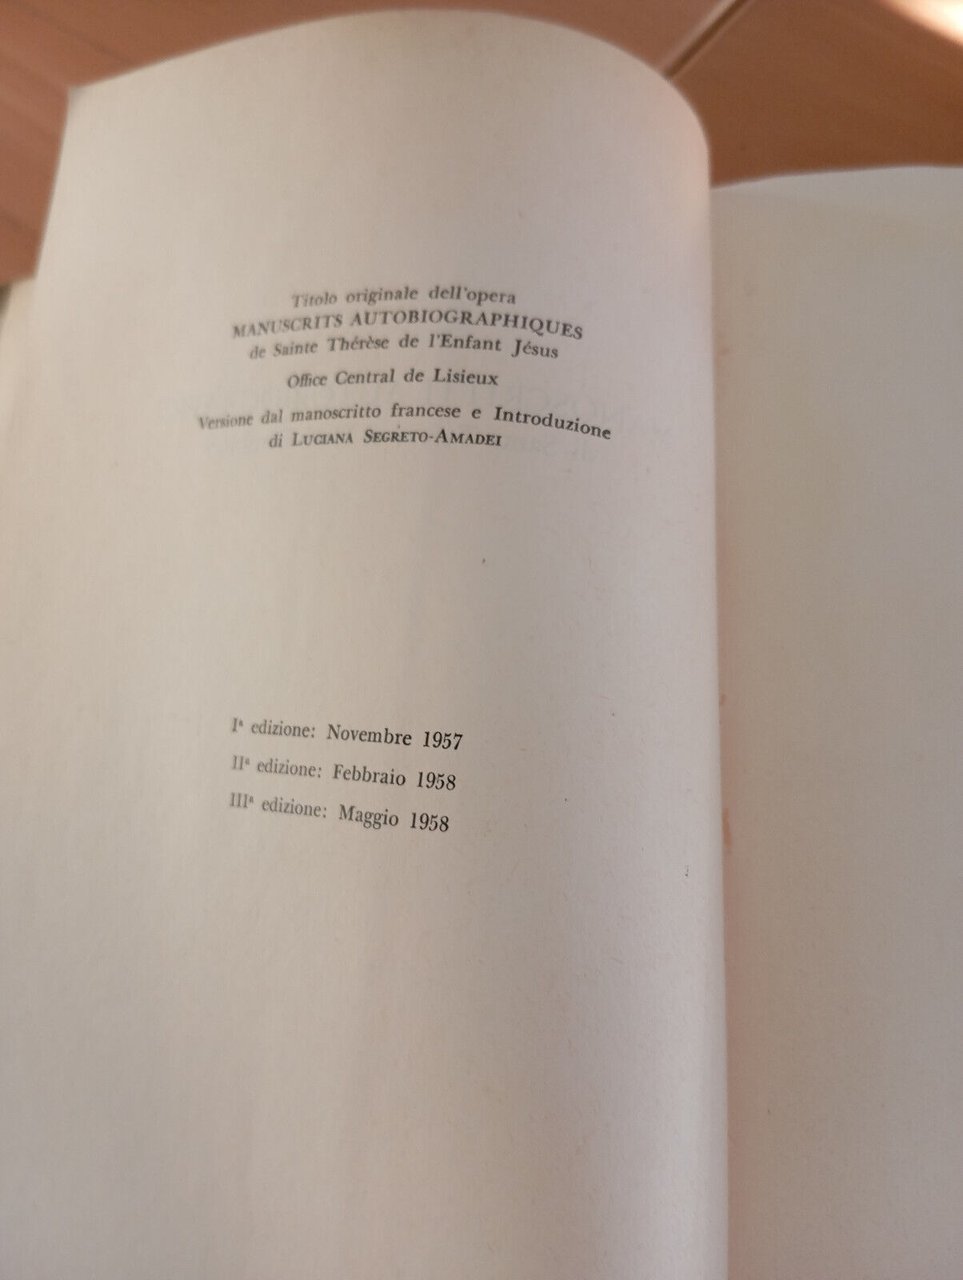 Titolo originale dell'opera
MANUSCRITS AUTOBIOGRAPHIQUES
de Sainte Thérèse de l'Enfant Jésus
Office Central de Lisieux
Versione dal manoscritto francese e Introduzione
di LUCIANA SEGRETO-AMADEI
Iª edizione: Novembre 1957
IIª edizione: Febbraio 1958
IIIª edizione: Maggio 1958